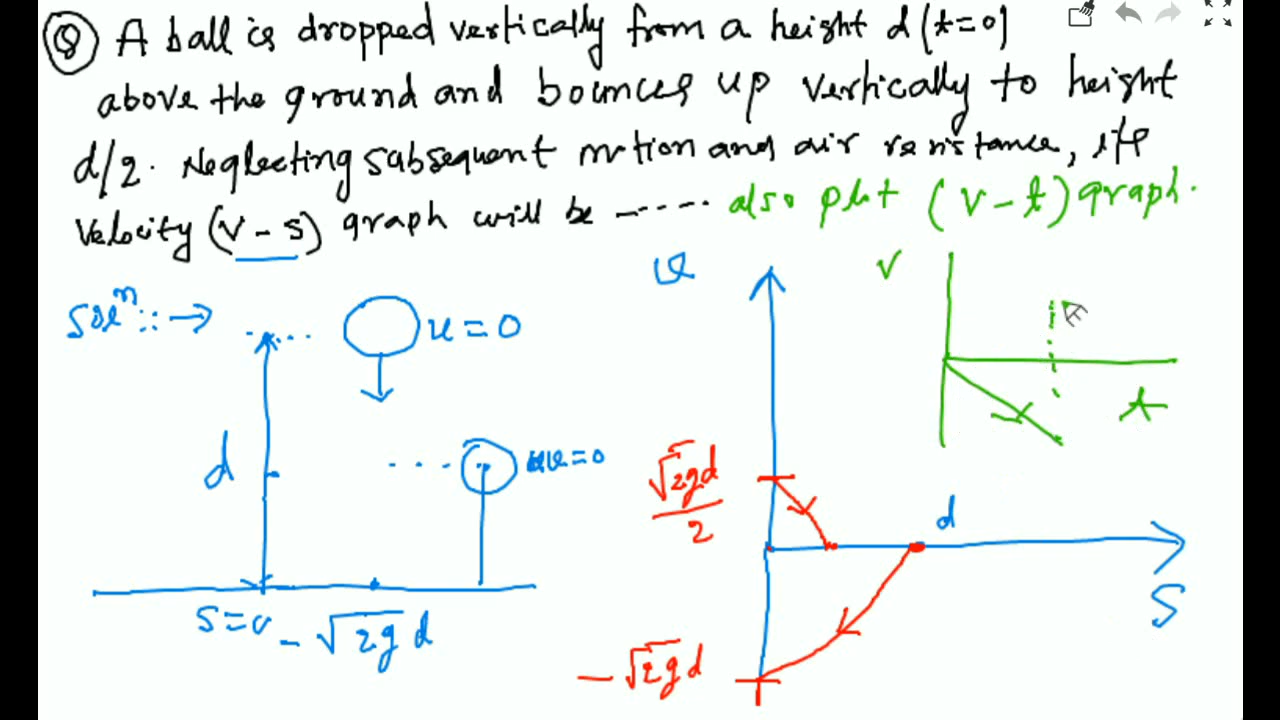 Q A ball is dropped vertically from a height d (t=0)
above the ground and bounces up vertically to height
d/2. Neglecting subsequent motion and air resistance, its
velocity (v - s) graph will be ------ also plot (v-t) graph.
Solⁿ :: →
u = 0
d
v=0
S=0
- √2gd
v
√2gd
2
d
S
- √2gd
V
t